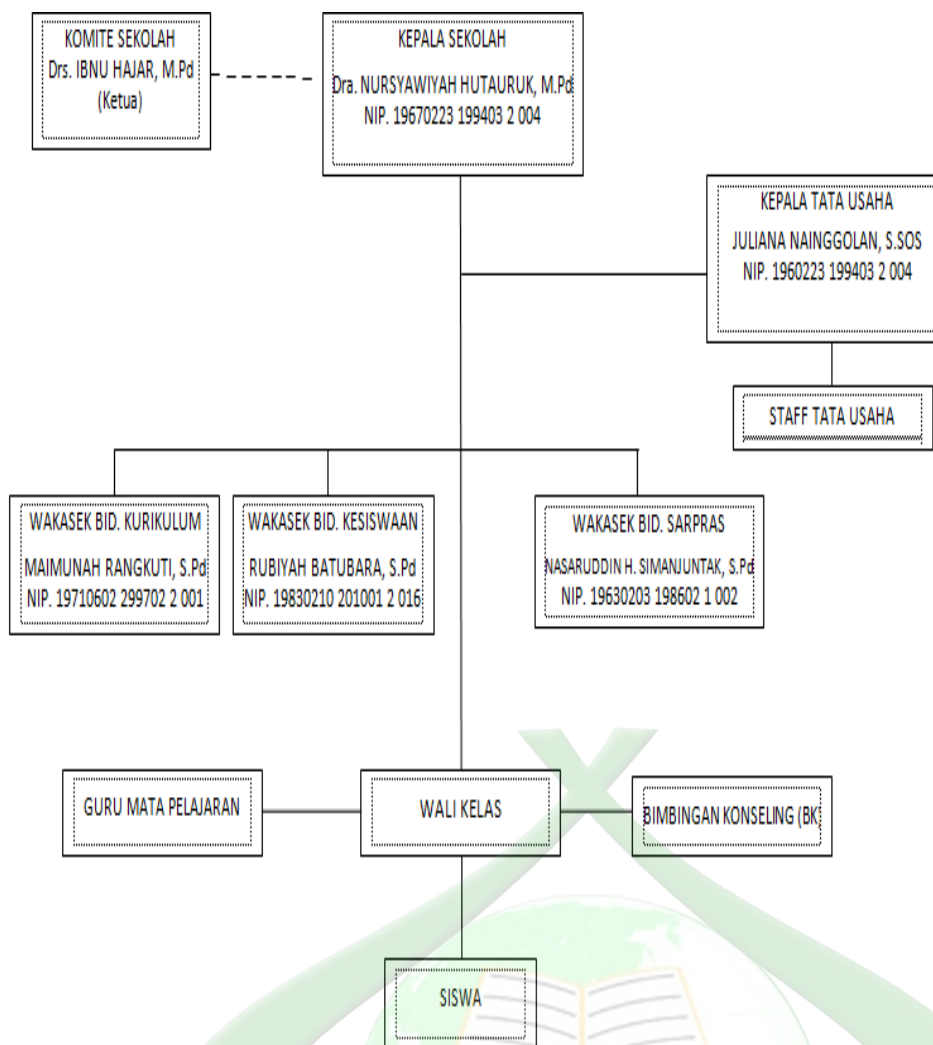 KOMITE SEKOLAH
Drs. IBNU HAJAR, M.Pd
(Ketua)
KEPALA SEKOLAH
Dra. NURSYAWIYAH HUTAURUK, M.Pd
NIP. 19670223 199403 2 004
KEPALA TATA USAHA
JULIANA NAINGGOLAN, S.SOS
NIP. 1960223 199403 2 004
STAFF TATA USAHA
WAKASEK BID. KURIKULUM
MAIMUNAH RANGKUTI, S.Pd
NIP. 19710602 299702 2 001
WAKASEK BID. KESISWAAN
RUBIYAH BATUBARA, S.Pd
NIP. 19830210 201001 2 016
WAKASEK BID. SARPRAS
NASARUDDIN H. SIMANJUNTAK, S.Pd
NIP. 19630203 198602 1 002
GURU MATA PELAJARAN
WALI KELAS
BIMBINGAN KONSELING (BK)
SISWA